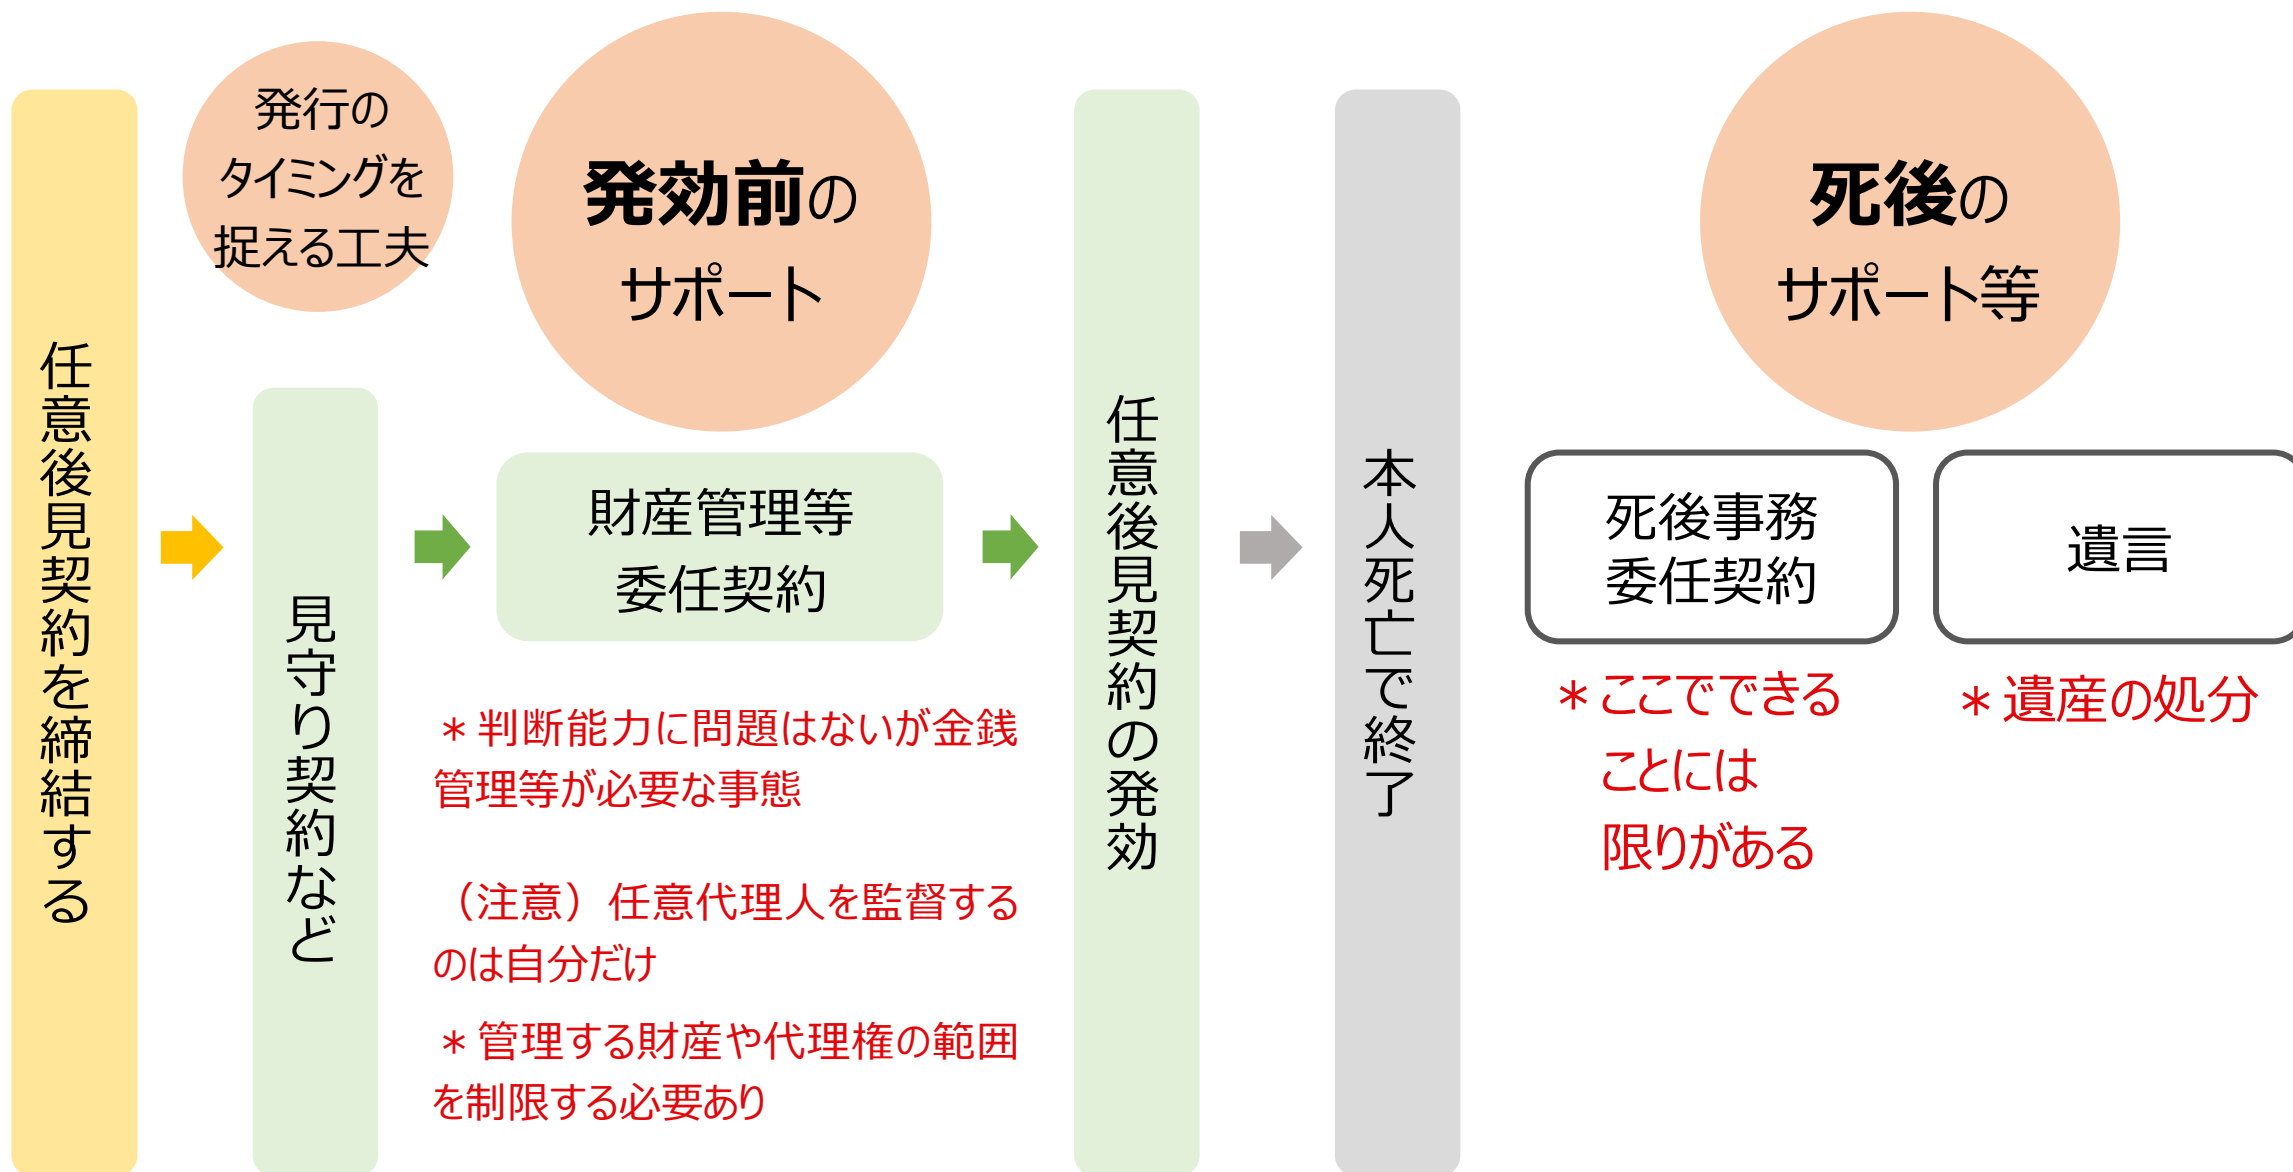 任意後見契約を締結する
発行の
タイミングを
捉える工夫
見守り契約など
発効前の
サポート
財産管理等
委任契約
＊判断能力に問題はないが金銭
管理等が必要な事態
（注意）任意代理人を監督する
のは自分だけ
＊管理する財産や代理権の範囲
を制限する必要あり
任意後見契約の発効
本人死亡で終了
死後の
サポート等
死後事務
委任契約
＊ここでできる
ことには
限りがある
遺言
＊遺産の処分